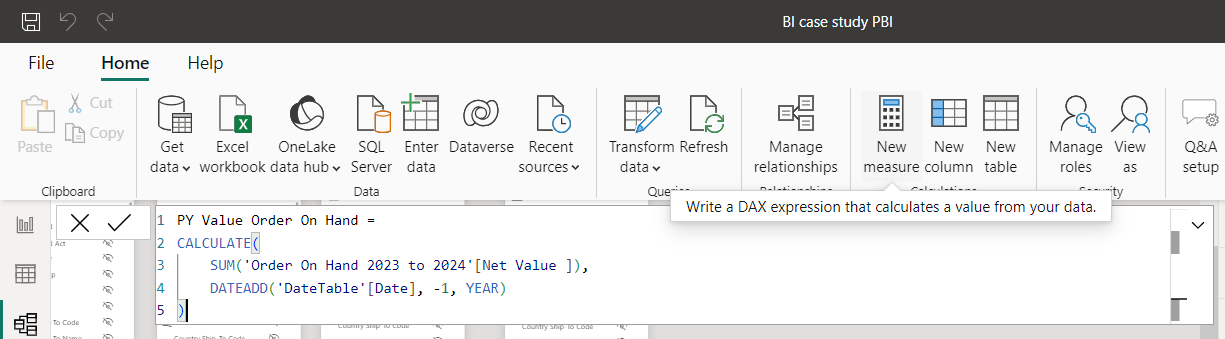 BI case study PBI
File Home Help
Paste
Cut
Copy
Clipboard
Get data
Excel workbook
OneLake data hub
SQL Server
Enter data
Dataverse
Recent sources
Data
Transform data
Refresh
Queries
Manage relationships
Relationships
New measure
New column
New table
Calculations
Manage roles
View as
Security
Q&A setup
Write a DAX expression that calculates a value from your data.
1 PY Value Order On Hand =
2 CALCULATE(
3 SUM('Order On Hand 2023 to 2024'[Net Value ]),
4 DATEADD('DateTable'[Date], -1, YEAR)
5 )
l Act
To Code
To Name
Country Ship-To Code
Country Ship-To Code
Country Ship-To Code